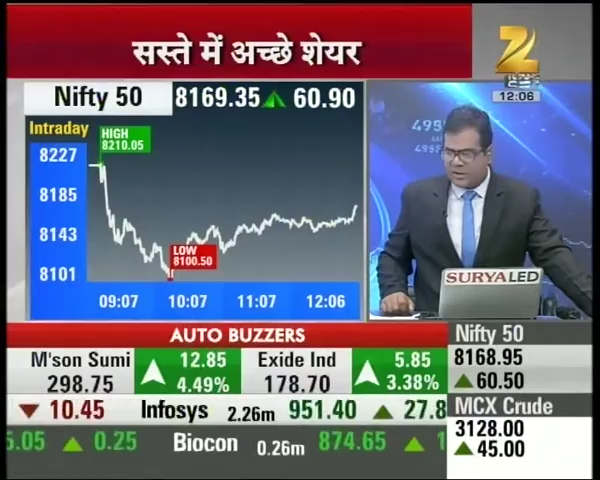 सस्ते में अच्छे शेयर
12:06
Nifty 50 8169.35 60.90
Intraday
HIGH
8210.05
8227
8185
8143
8101
LOW
8100.50
09:07 10:07 11:07 12:06
SURYA LED
AUTO BUZZERS
M'son Sumi 12.85 Exide Ind 5.85
298.75 4.49% 178.70 3.38%
10.45 Infosys 2.26m 951.40 27.8
5.05 0.25 Biocon 0.26m 874.65 1
Nifty 50
8168.95
60.50
MCX Crude
3128.00
45.00